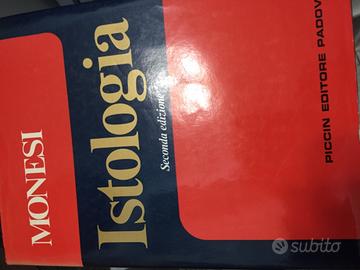 MONESI
Istologia
Seconda edizione
PICCIN EDITORE PADOV
subito